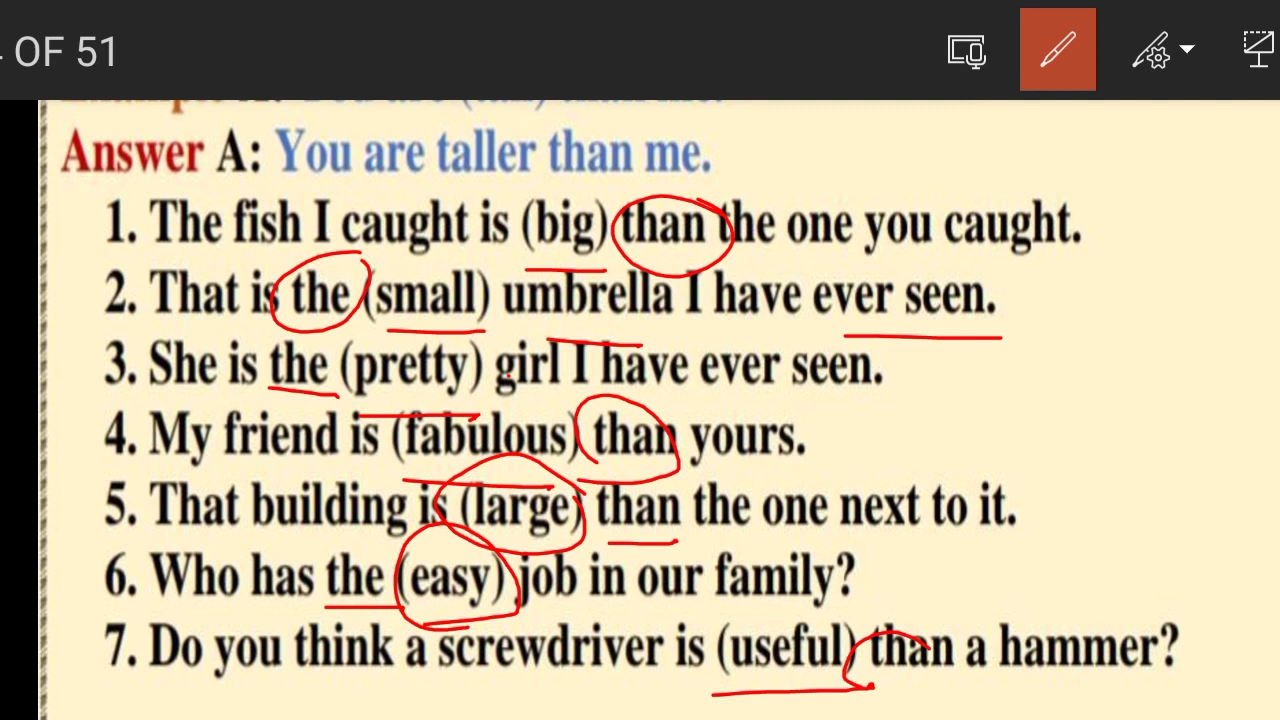 OF 51
Answer A: You are taller than me.
1. The fish I caught is (big) than the one you caught.
2. That is the (small) umbrella I have ever seen.
3. She is the (pretty) girl I have ever seen.
4. My friend is (fabulous) than yours.
5. That building is (large) than the one next to it.
6. Who has the (easy) job in our family?
7. Do you think a screwdriver is (useful) than a hammer?